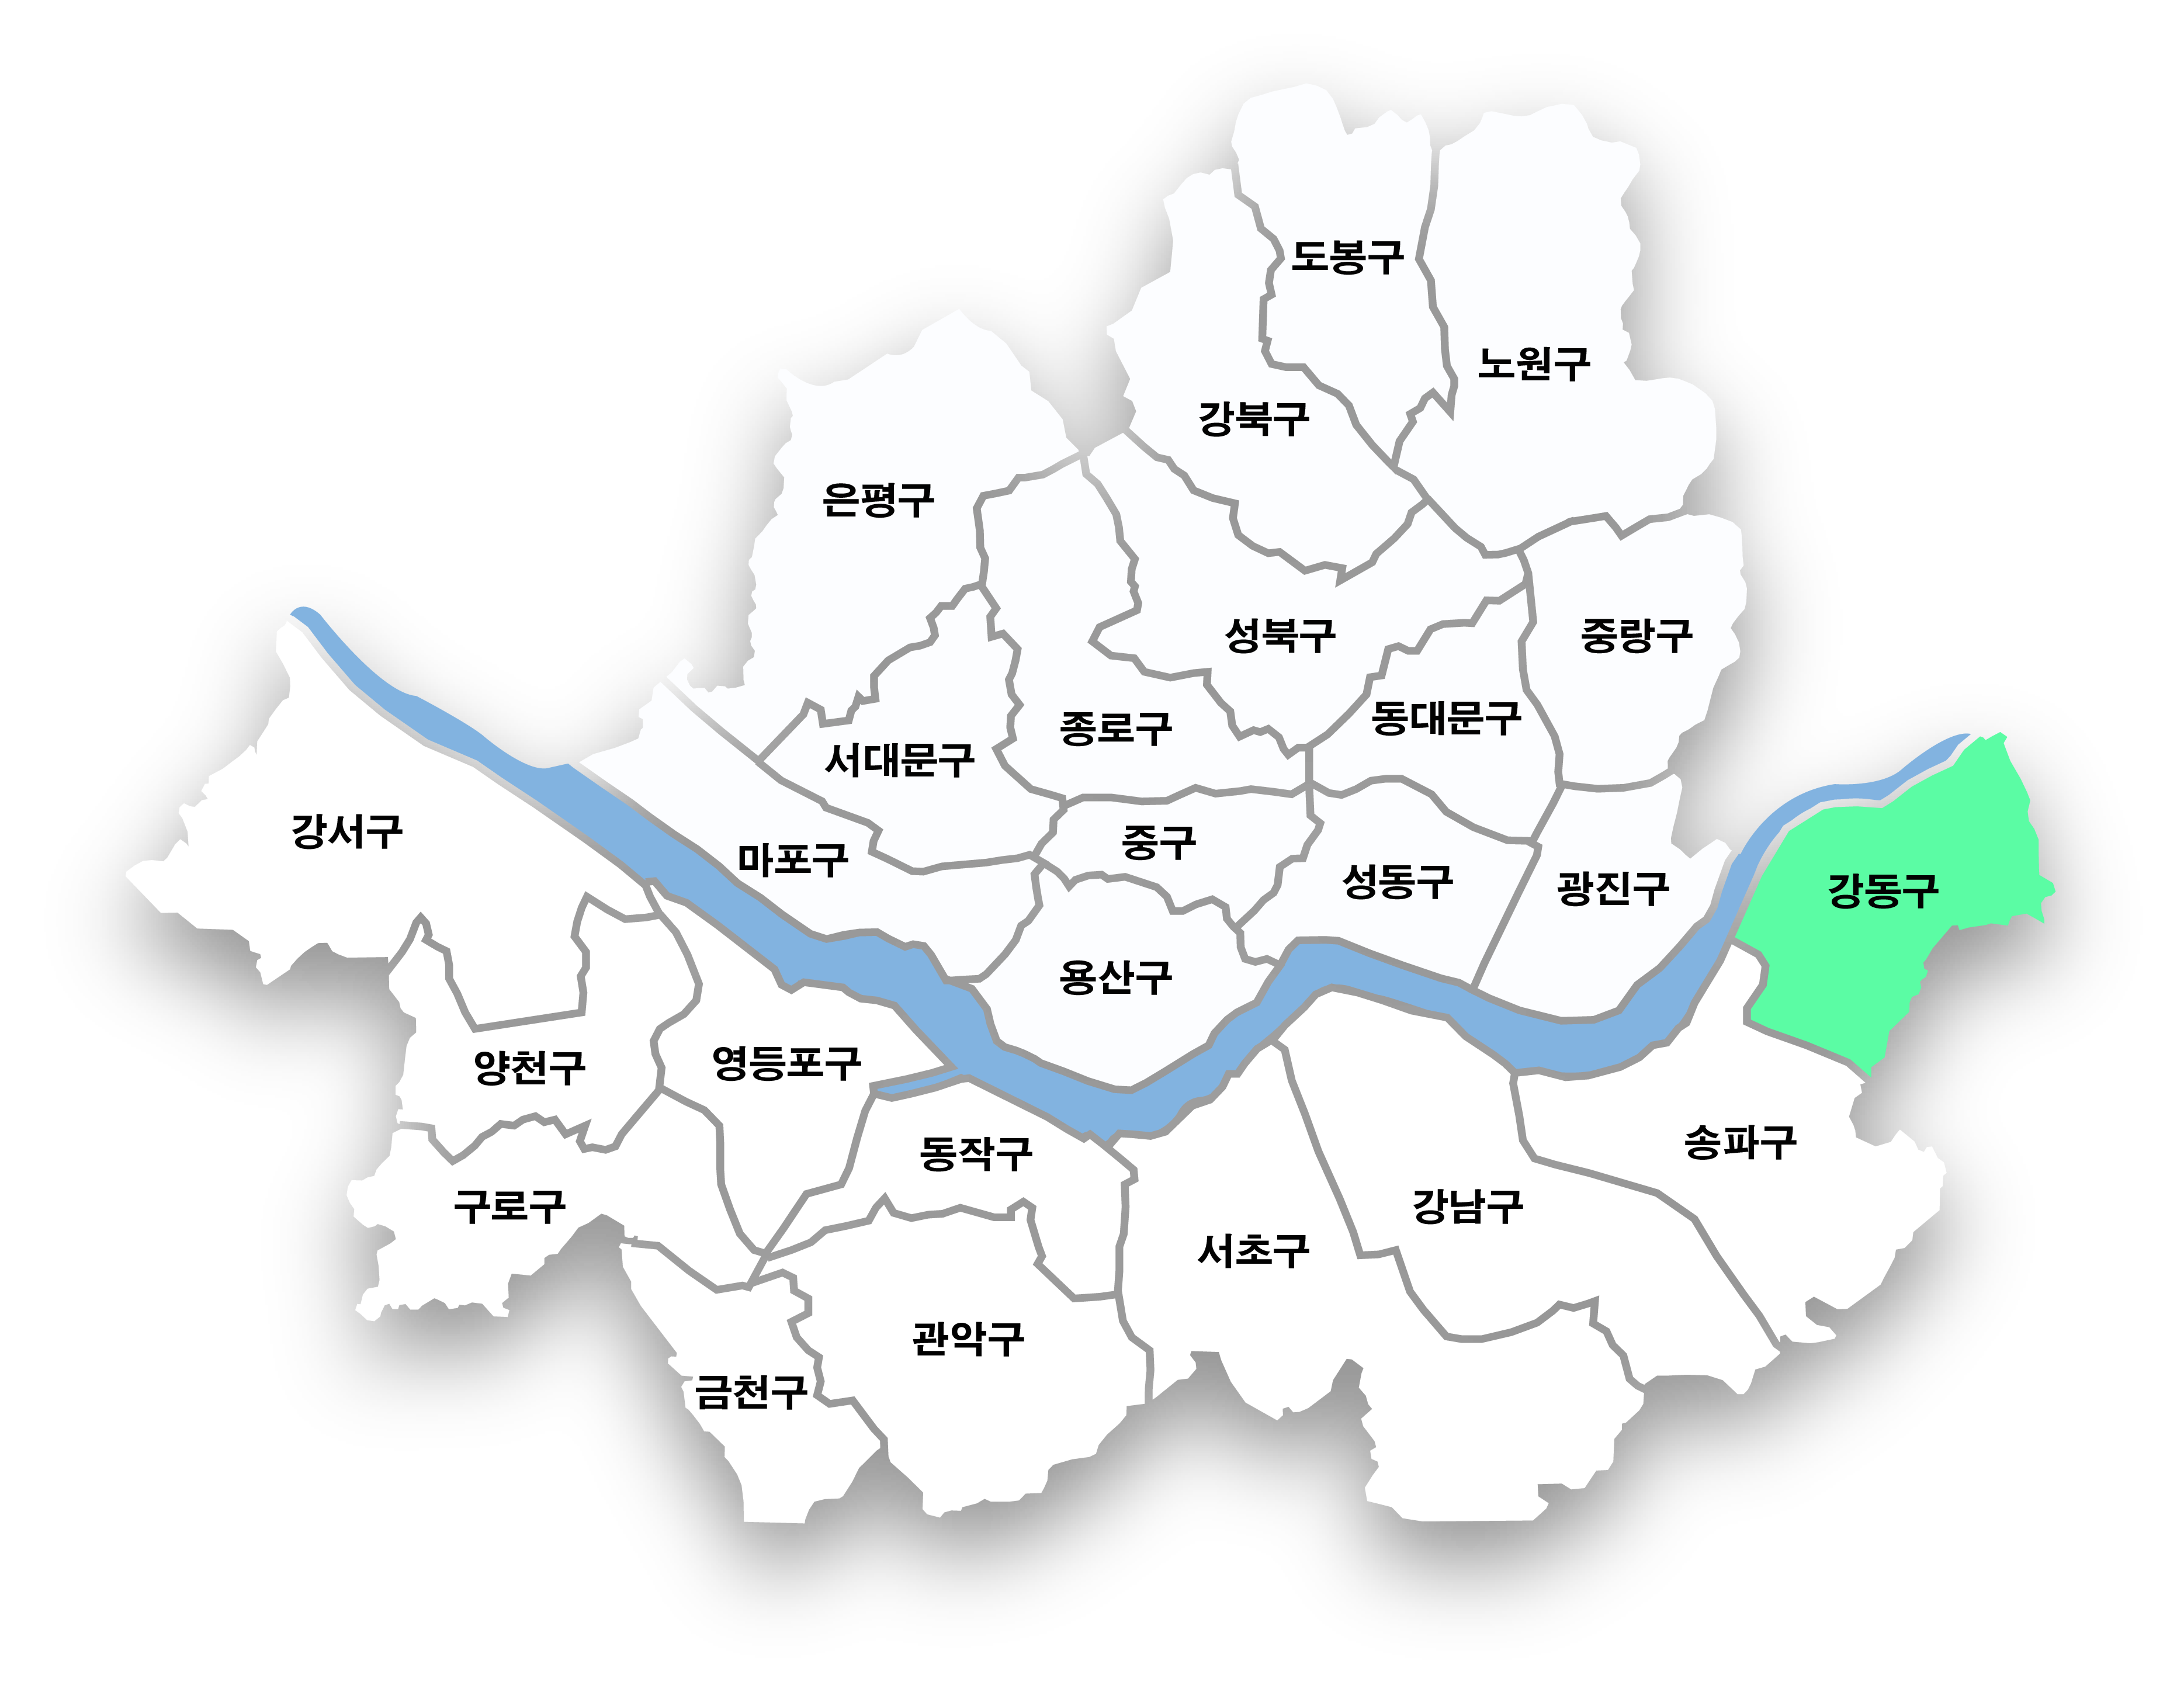 도봉구
노원구
강북구
은평구
성북구
중랑구
동대문구
종로구
서대문구
강서구
중구
마포구
성동구
광진구
강동구
용산구
양천구
영등포구
송파구
동작구
구로구
강남구
서초구
관악구
금천구